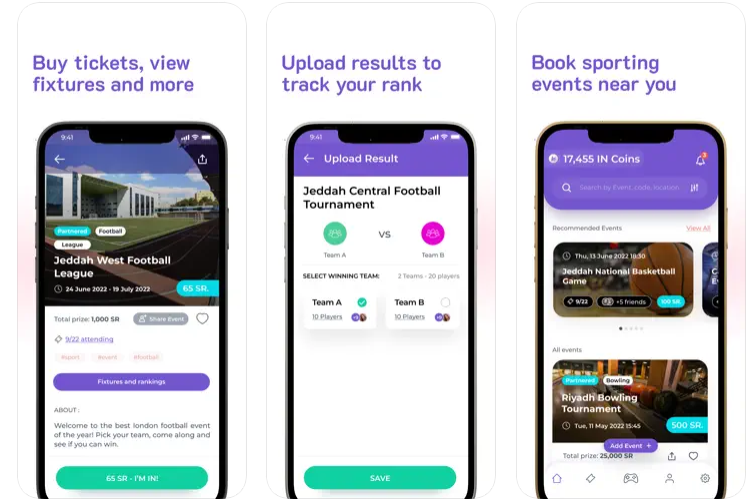 Buy tickets, view
fixtures and more
9:41
Partnered
Football
League
Jeddah West Football
League
24 June 2022 - 19 July 2022
65 SR.
Total prize: 1,000 SR
Share Event
9/22 attending
#sport
#event
#football
Fixtures and rankings
ABOUT :
Welcome to the best london football event
of the year! Pick your team, come along and
see if you can win.
65 SR - I'M IN!
Upload results to
track your rank
9:41
Upload Result
Jeddah Central Football
Tournament
VS
Team A
Team B
SELECT WINNING TEAM:
2 Teams - 20 players
Team A
Team B
10 Players
10 Players
SAVE
Book sporting
events near you
17,455 IN Coins
Search by Event, code, location
Recommended Events
View All
Thu, 13 June 2022 18:30
Jeddah National Basketball
Game
9/22
+5 friends
100 SR.
All events
Partnered
Bowling
Riyadh Bowling
Tournament
Tue, 11 May 2022 15:45
500 SR.
Add Event +
Total prize: 25,000 SR